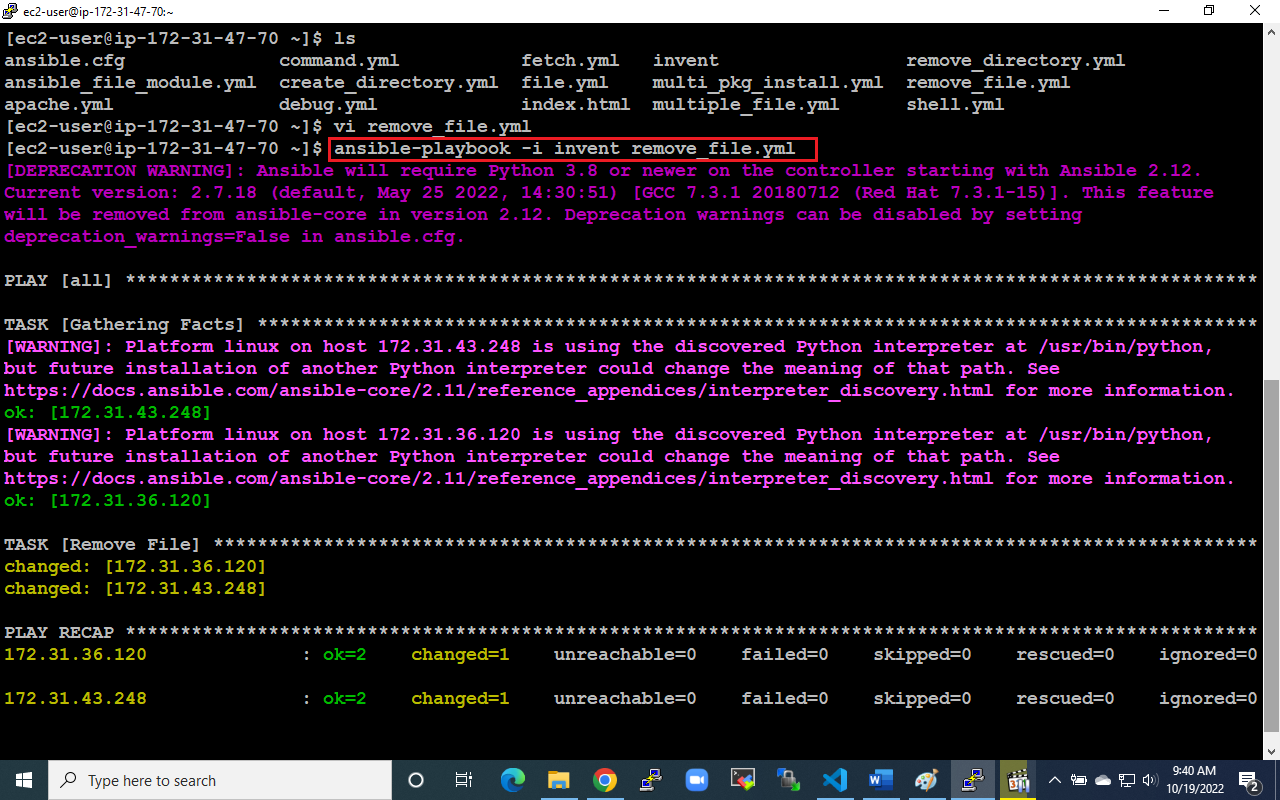 ec2-user@ip-172-31-47-70:~
[ec2-user@ip-172-31-47-70 ~]$ ls
ansible.cfg              command.yml           fetch.yml   invent                 remove_directory.yml
ansible_file_module.yml  create_directory.yml  file.yml    multi_pkg_install.yml  remove_file.yml
apache.yml               debug.yml             index.html  multiple_file.yml      shell.yml
[ec2-user@ip-172-31-47-70 ~]$ vi remove_file.yml
[ec2-user@ip-172-31-47-70 ~]$ ansible-playbook -i invent remove_file.yml
[DEPRECATION WARNING]: Ansible will require Python 3.8 or newer on the controller starting with Ansible 2.12.
Current version: 2.7.18 (default, May 25 2022, 14:30:51) [GCC 7.3.1 20180712 (Red Hat 7.3.1-15)]. This feature
will be removed from ansible-core in version 2.12. Deprecation warnings can be disabled by setting
deprecation_warnings=False in ansible.cfg.
PLAY [all] *******************************************************************************************************
TASK [Gathering Facts] *******************************************************************************************
[WARNING]: Platform linux on host 172.31.43.248 is using the discovered Python interpreter at /usr/bin/python,
but future installation of another Python interpreter could change the meaning of that path. See
https://docs.ansible.com/ansible-core/2.11/reference_appendices/interpreter_discovery.html for more information.
ok: [172.31.43.248]
[WARNING]: Platform linux on host 172.31.36.120 is using the discovered Python interpreter at /usr/bin/python,
but future installation of another Python interpreter could change the meaning of that path. See
https://docs.ansible.com/ansible-core/2.11/reference_appendices/interpreter_discovery.html for more information.
ok: [172.31.36.120]
TASK [Remove File] ***********************************************************************************************
changed: [172.31.36.120]
changed: [172.31.43.248]
PLAY RECAP *******************************************************************************************************
172.31.36.120              : ok=2    changed=1    unreachable=0    failed=0    skipped=0    rescued=0    ignored=0
172.31.43.248              : ok=2    changed=1    unreachable=0    failed=0    skipped=0    rescued=0    ignored=0
Type here to search
9:40 AM
10/19/2022
2